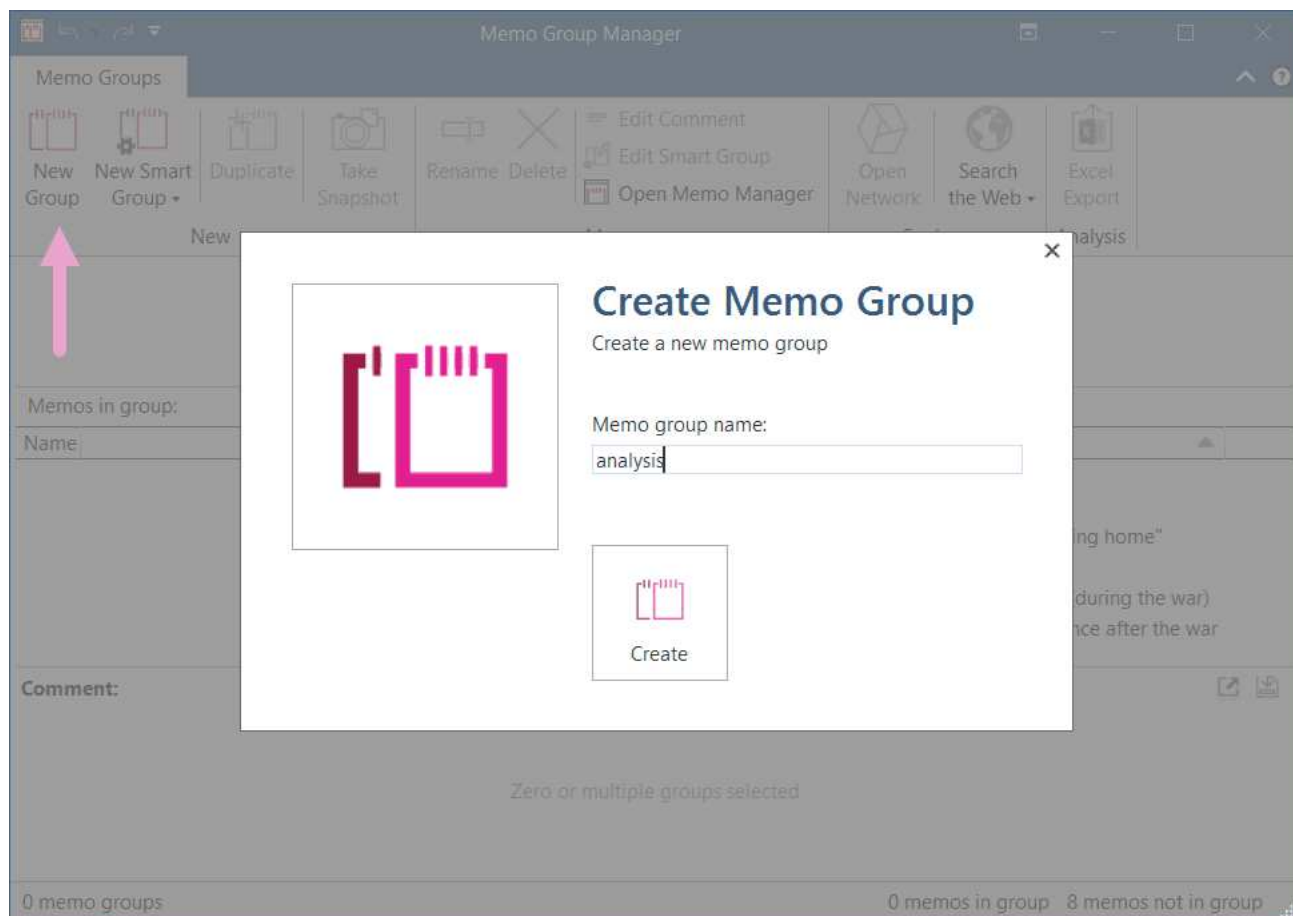 Memo Group Manager
Memo Groups
New Group
New Smart Group
Duplicate
Take Snapshot
Rename
Delete
Edit Comment
Edit Smart Group
Open Memo Manager
Open Network
Search the Web
Excel Export
New
Analysis
Create Memo Group
Create a new memo group
Memos in group:
Memo group name:
Name
analysis
ing home"
during the war)
nce after the war
Create
Comment:
Zero or multiple groups selected
0 memo groups
0 memos in group
8 memos not in group